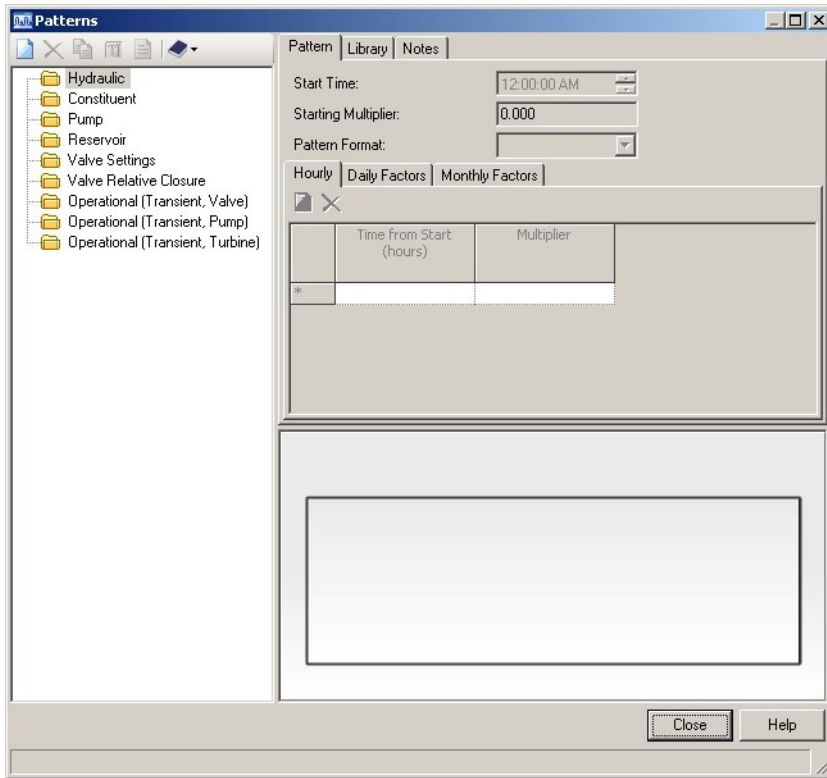 Patterns
Hydraulic
Constituent
Pump
Reservoir
Valve Settings
Valve Relative Closure
Operational (Transient, Valve)
Operational (Transient, Pump)
Operational (Transient, Turbine)
Pattern Library Notes
Start Time: 12:00:00 AM
Starting Multiplier: 0.000
Pattern Format:
Hourly Daily Factors Monthly Factors
Time from Start Multiplier
(hours)
*
Close Help